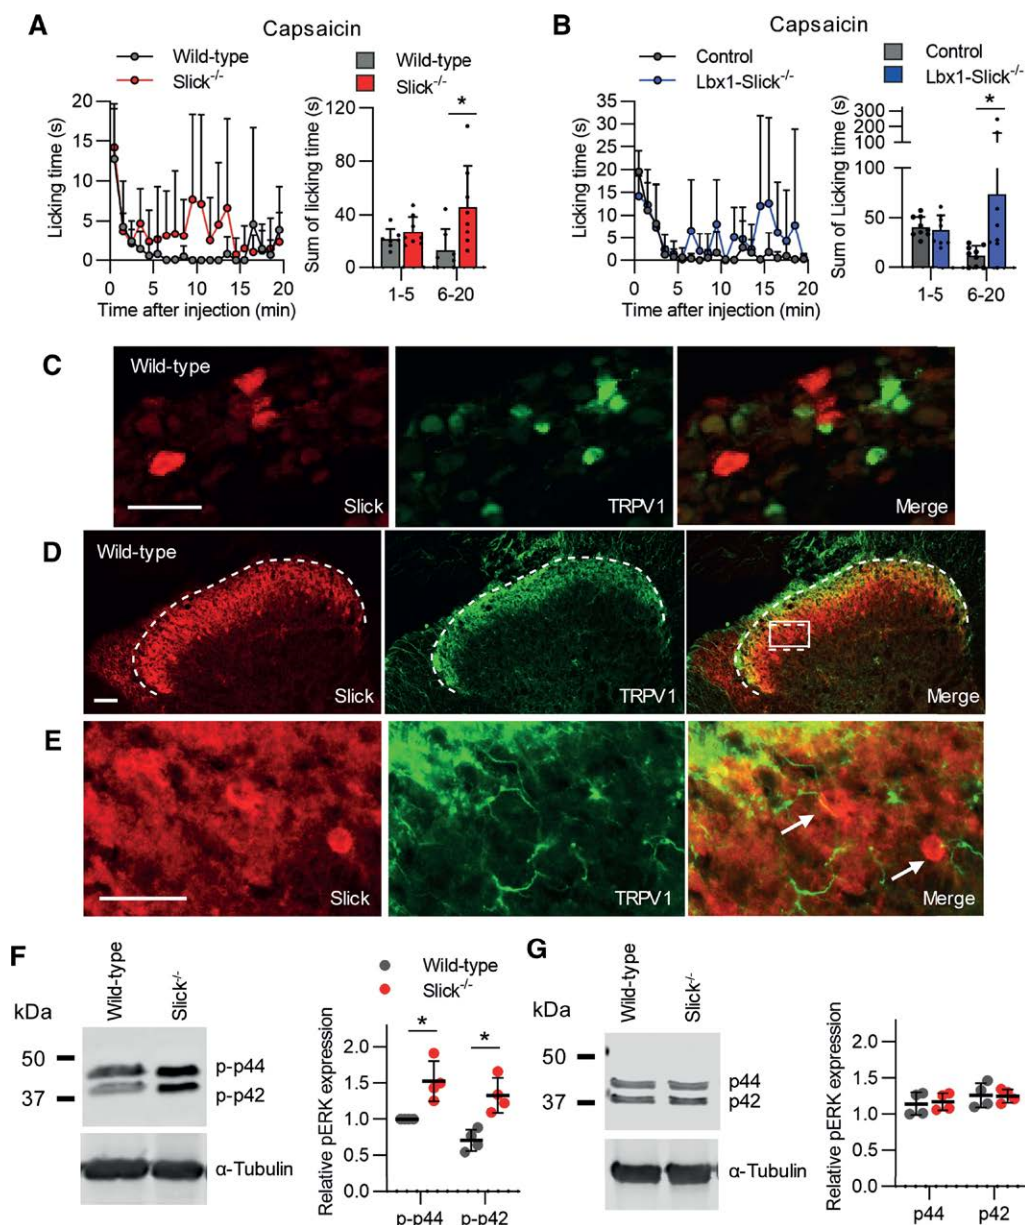 A
Capsaicin
Wild-type
Slick-/-
Wild-type
Slick-/-
Licking time (s)
20
15
10
5
0
0 5 10 15 20
Time after injection (min)
Sum of licking time (s)
120
80
40
0
*
1-5 6-20
B
Capsaicin
Control
Lbx1-Slick-/-
Control
Lbx1-Slick-/-
Licking time (s)
35
30
25
20
15
10
5
0
0 5 10 15 20
Time after injection (min)
Sum of Licking time (s)
300
200
100
100
50
0
*
1-5 6-20
C
Wild-type
Slick
TRPV1
Merge
D
Wild-type
Slick
TRPV1
Merge
E
Slick
TRPV1
Merge
F
Wild-type
Slick-/-
kDa
50
37
p-p44
p-p42
α-Tubulin
Wild-type
Slick-/-
Relative pERK expression
2.0
1.5
1.0
0.5
0.0
* *
p-p44 p-p42
G
Wild-type
Slick-/-
kDa
50
37
p44
p42
α-Tubulin
Relative pERK expression
2.0
1.5
1.0
0.5
0.0
p44 p42